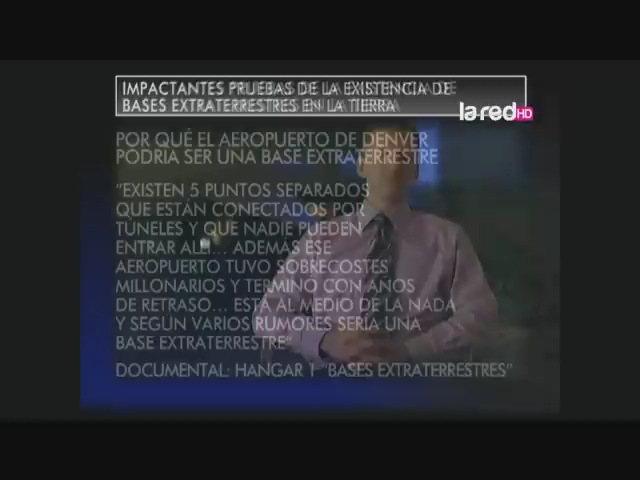 IMPACTANTES PRUEBAS DE LA EXISTENCIA DE
BASES EXTRATERRESTRES EN LA TIERRA
la red HD
POR QUÉ EL AEROPUERTO DE DENVER
PODRÍA SER UNA BASE EXTRATERRESTRE
"EXISTEN 5 PUNTOS SEPARADOS
QUE ESTÁN CONECTADOS POR
TÚNELES Y QUE NADIE PUEDEN
ENTRAR ALLÍ... ADEMÁS ESE
AEROPUERTO TUVO SOBRECOSTES
MILLONARIOS Y TERMINO CON AÑOS
DE RETRASO... ESTÁ AL MEDIO DE LA NADA
Y SEGÚN VARIOS RUMORES SERÍA UNA
BASE EXTRATERRESTRE"
DOCUMENTAL: HANGAR 1 "BASES EXTRATERRESTRES"